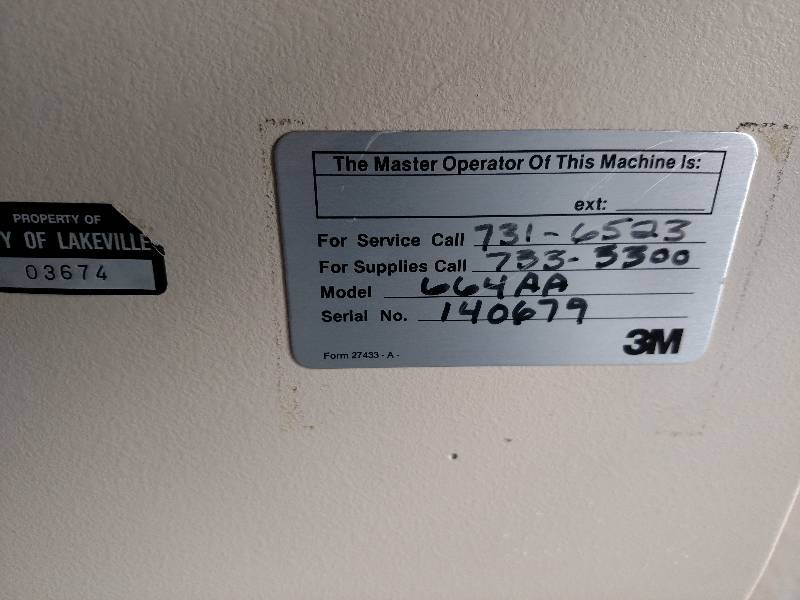 PROPERTY OF
Y OF LAKEVILLE
03674
The Master Operator Of This Machine Is:
ext:
For Service Call 731-6523
For Supplies Call 733-3300
Model 664AA
Serial No. 140679
Form 27433 - A -
3M